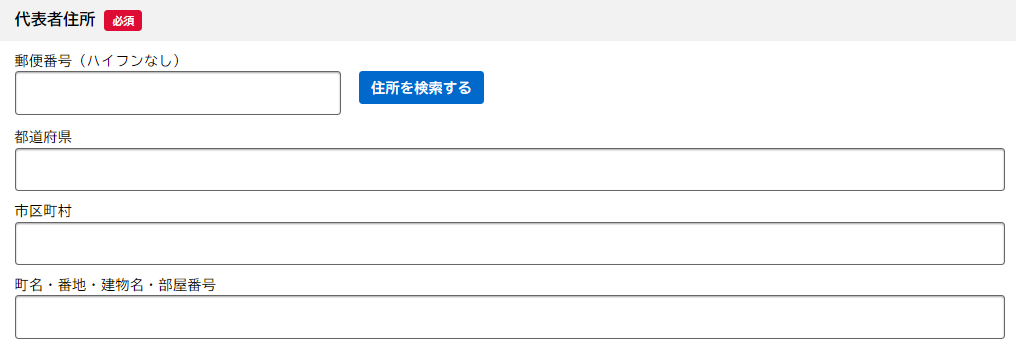 代表者住所 必須
郵便番号（ハイフンなし）
住所を検索する
都道府県
市区町村
町名・番地・建物名・部屋番号